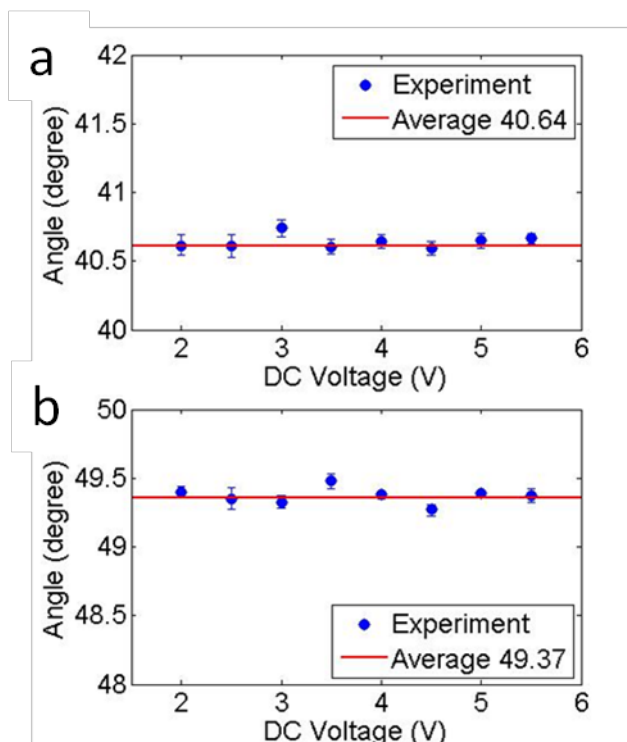 a
42
41.5
41
40.5
40
Angle (degree)
Experiment
Average 40.64
2 3 4 5 6
DC Voltage (V)
b
50
49.5
49
48.5
48
Angle (degree)
Experiment
Average 49.37
2 3 4 5 6
DC Voltage (V)